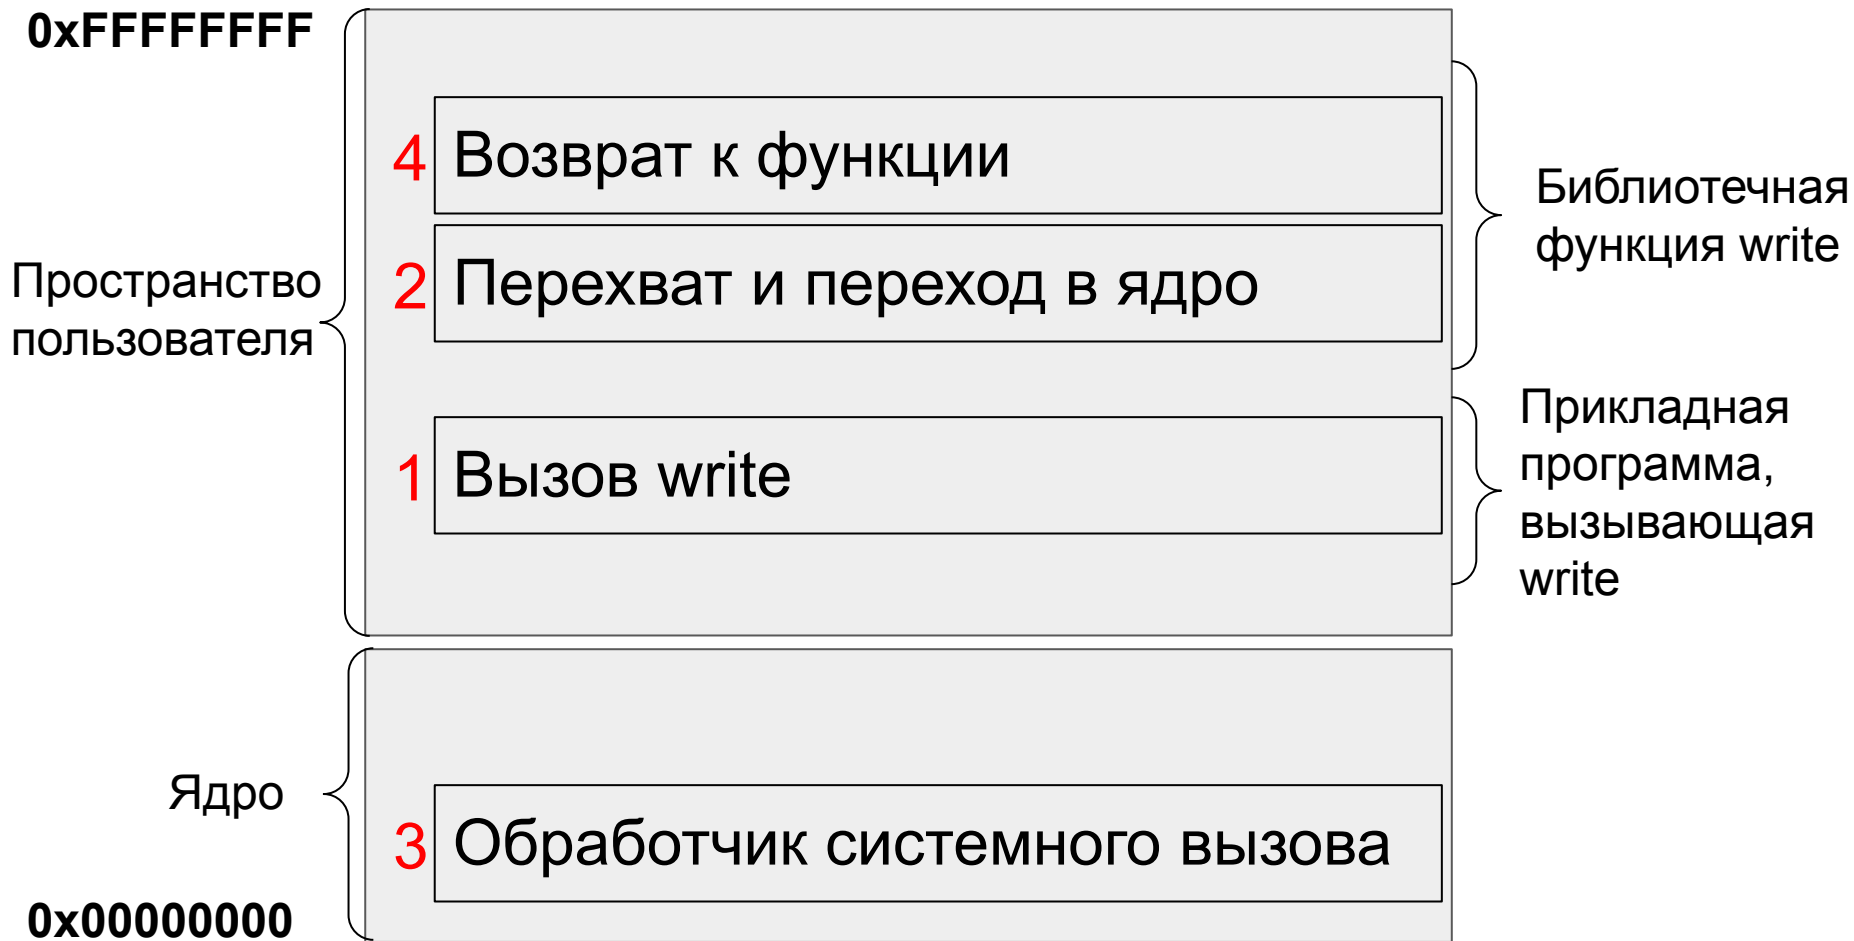 0xFFFFFFFF
4 Возврат к функции
2 Перехват и переход в ядро
Библиотечная
функция write
Пространство
пользователя
1 Вызов write
Прикладная
программа,
вызывающая
write
Ядро
3 Обработчик системного вызова
0x00000000